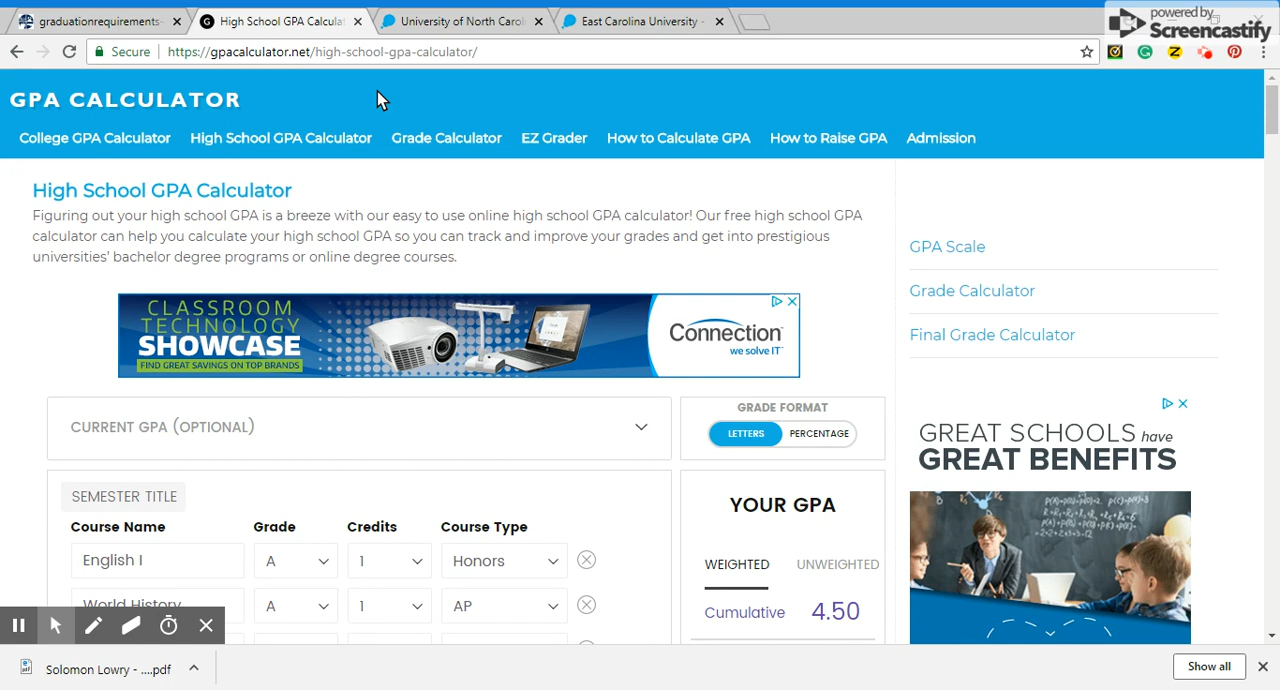 graduationrequirements-
High School GPA Calculat
University of North Carol
East Carolina University -
powered by
Screencastify
Secure
https://gpacalculator.net/high-school-gpa-calculator/
GPA CALCULATOR
College GPA Calculator
High School GPA Calculator
Grade Calculator
EZ Grader
How to Calculate GPA
How to Raise GPA
Admission
High School GPA Calculator
Figuring out your high school GPA is a breeze with our easy to use online high school GPA calculator! Our free high school GPA
calculator can help you calculate your high school GPA so you can track and improve your grades and get into prestigious
universities' bachelor degree programs or online degree courses.
CLASSROOM
TECHNOLOGY
SHOWCASE
FIND GREAT SAVINGS ON TOP BRANDS
Connection
we solve IT
CURRENT GPA (OPTIONAL)
GRADE FORMAT
LETTERS
PERCENTAGE
SEMESTER TITLE
Course Name
Grade
Credits
Course Type
English I
A
1
Honors
World History
A
1
AP
YOUR GPA
WEIGHTED
UNWEIGHTED
Cumulative
4.50
GPA Scale
Grade Calculator
Final Grade Calculator
GREAT SCHOOLS have
GREAT BENEFITS
Solomon Lowry - ....pdf
Show all